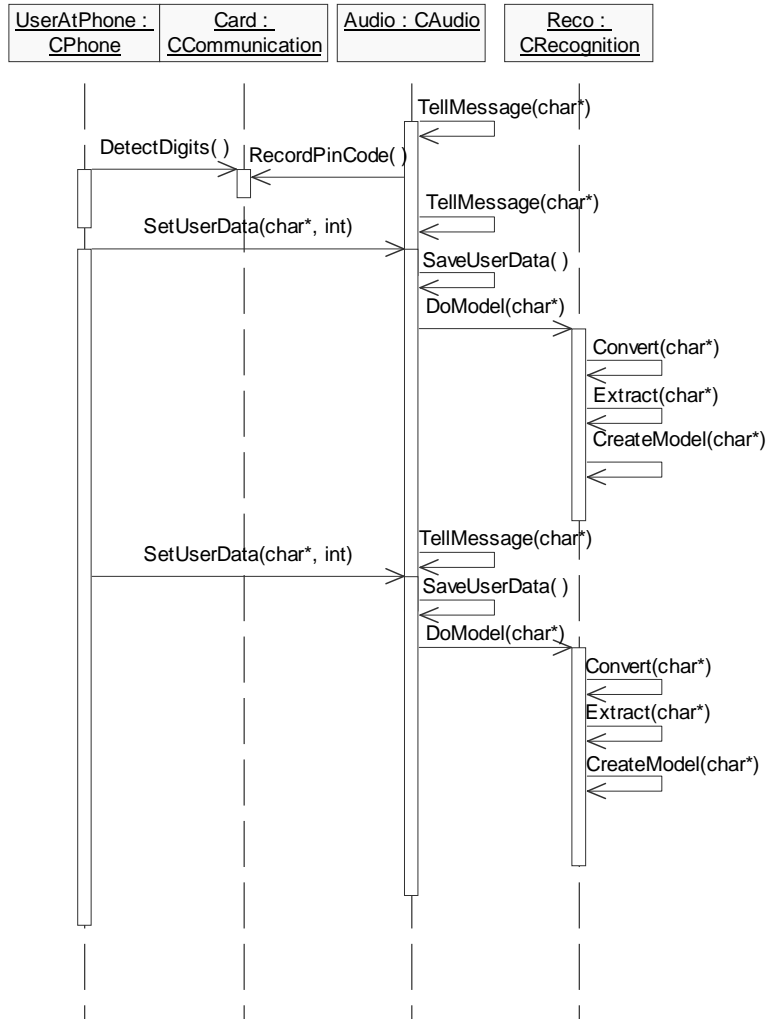 UserAtPhone :
CPhone
Card :
CCommunication
Audio : CAudio
Reco :
CRecognition
TellMessage(char*)
DetectDigits( )
RecordPinCode( )
TellMessage(char*)
SetUserData(char*, int)
SaveUserData( )
DoModel(char*)
Convert(char*)
Extract(char*)
CreateModel(char*)
TellMessage(char*)
SetUserData(char*, int)
SaveUserData( )
DoModel(char*)
Convert(char*)
Extract(char*)
CreateModel(char*)